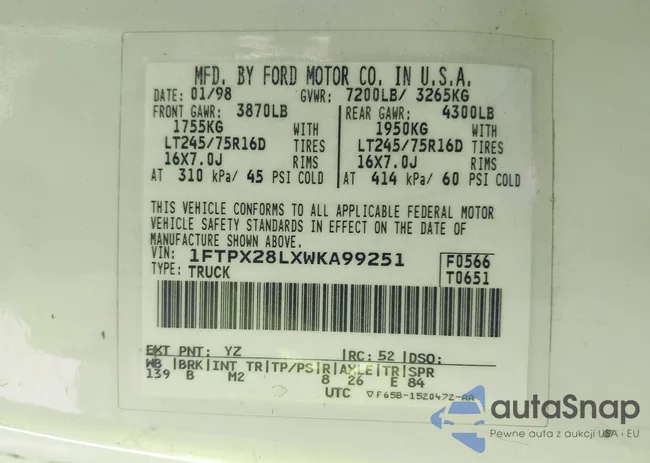 MFD. BY FORD MOTOR CO. IN U.S.A.
DATE: 01/98 GVWR: 7200LB/ 3265KG
FRONT GAWR: 3870LB REAR GAWR: 4300LB
1755KG WITH 1950KG WITH
LT245/75R16D TIRES LT245/75R16D TIRES
16X7.0J RIMS 16X7.0J RIMS
AT 310 kPa/ 45 PSI COLD AT 414 kPa/ 60 PSI COLD
THIS VEHICLE CONFORMS TO ALL APPLICABLE FEDERAL MOTOR
VEHICLE SAFETY STANDARDS IN EFFECT ON THE DATE OF
MANUFACTURE SHOWN ABOVE.
VIN: 1FTPX28LXWKA99251 F0566
TYPE: TRUCK T0651
EXT PNT: YZ RC: 52 DSO:
WB BRK INT TR TP/PS R AXLE TR SPR
139 B M2 8 26 E 84
UTC ▽F65B-1520472-AA
autaSnap
Pewne auta z aukcji USA i EU